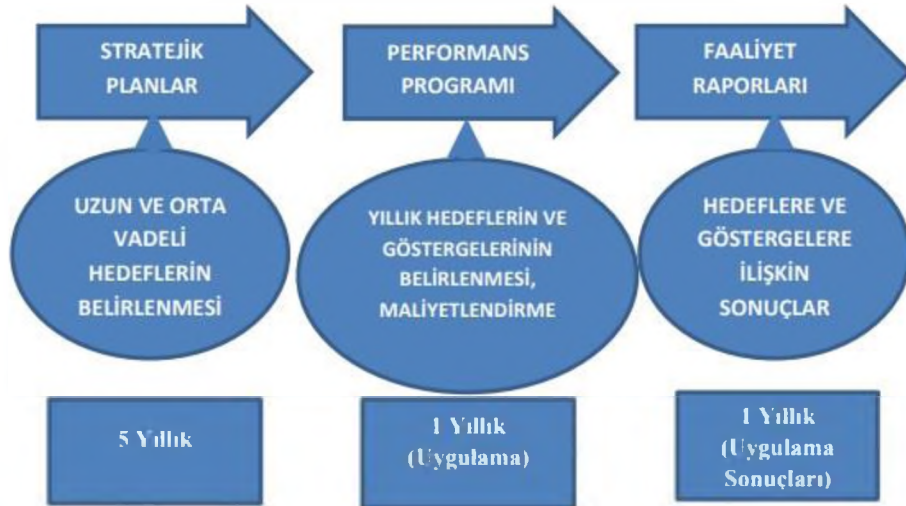 STRATEJİK
PLANLAR
PERFORMANS
PROGRAMI
FAALİYET
RAPORLARI
UZUN VE ORTA
VADELİ
HEDEFLERİN
BELİRLENMESİ
YILLIK HEDEFLERİN VE
GÖSTERGELERİNİN
BELİRLENMESİ,
MALİYETLENDİRME
HEDEFLERE VE
GÖSTERGELERE
İLİŞKİN
SONUÇLAR
5 Yıllık
1 Yıllık
(Uygulama)
1 Yıllık
(Uygulama
Sonuçları)